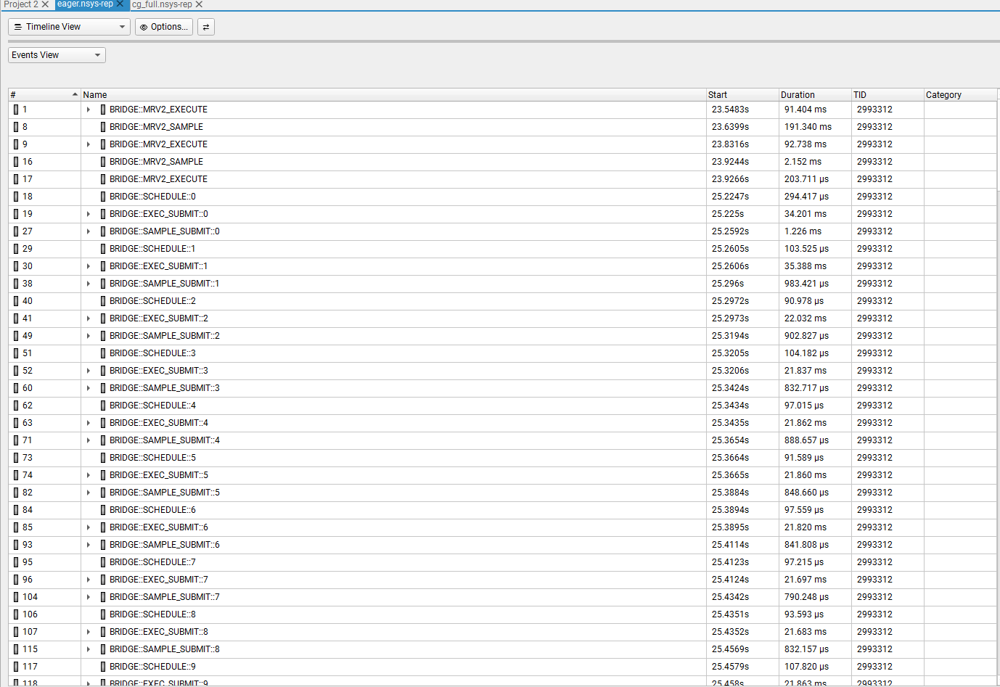 Project 2 eager.nsys-rep cg_full.nsys-rep
Timeline View Options...
Events View
# Name Start Duration TID Category
1 BRIDGE::MRV2_EXECUTE 23.5483s 91.404 ms 2993312
8 BRIDGE::MRV2_SAMPLE 23.6399s 191.340 ms 2993312
9 BRIDGE::MRV2_EXECUTE 23.8316s 92.738 ms 2993312
16 BRIDGE::MRV2_SAMPLE 23.9244s 2.152 ms 2993312
17 BRIDGE::MRV2_EXECUTE 23.9266s 203.711 μs 2993312
18 BRIDGE::SCHEDULE::0 25.2247s 294.417 μs 2993312
19 BRIDGE::EXEC_SUBMIT::0 25.225s 34.201 ms 2993312
27 BRIDGE::SAMPLE_SUBMIT::0 25.2592s 1.226 ms 2993312
29 BRIDGE::SCHEDULE::1 25.2605s 103.525 μs 2993312
30 BRIDGE::EXEC_SUBMIT::1 25.2606s 35.388 ms 2993312
38 BRIDGE::SAMPLE_SUBMIT::1 25.296s 983.421 μs 2993312
40 BRIDGE::SCHEDULE::2 25.2972s 90.978 μs 2993312
41 BRIDGE::EXEC_SUBMIT::2 25.2973s 22.032 ms 2993312
49 BRIDGE::SAMPLE_SUBMIT::2 25.3194s 902.827 μs 2993312
51 BRIDGE::SCHEDULE::3 25.3205s 104.182 μs 2993312
52 BRIDGE::EXEC_SUBMIT::3 25.3206s 21.837 ms 2993312
60 BRIDGE::SAMPLE_SUBMIT::3 25.3424s 832.717 μs 2993312
62 BRIDGE::SCHEDULE::4 25.3434s 97.015 μs 2993312
63 BRIDGE::EXEC_SUBMIT::4 25.3435s 21.862 ms 2993312
71 BRIDGE::SAMPLE_SUBMIT::4 25.3654s 888.657 μs 2993312
73 BRIDGE::SCHEDULE::5 25.3664s 91.589 μs 2993312
74 BRIDGE::EXEC_SUBMIT::5 25.3665s 21.860 ms 2993312
82 BRIDGE::SAMPLE_SUBMIT::5 25.3884s 848.660 μs 2993312
84 BRIDGE::SCHEDULE::6 25.3894s 97.559 μs 2993312
85 BRIDGE::EXEC_SUBMIT::6 25.3895s 21.820 ms 2993312
93 BRIDGE::SAMPLE_SUBMIT::6 25.4114s 841.808 μs 2993312
95 BRIDGE::SCHEDULE::7 25.4123s 97.215 μs 2993312
96 BRIDGE::EXEC_SUBMIT::7 25.4124s 21.697 ms 2993312
104 BRIDGE::SAMPLE_SUBMIT::7 25.4342s 790.248 μs 2993312
106 BRIDGE::SCHEDULE::8 25.4351s 93.593 μs 2993312
107 BRIDGE::EXEC_SUBMIT::8 25.4352s 21.683 ms 2993312
115 BRIDGE::SAMPLE_SUBMIT::8 25.4569s 832.157 μs 2993312
117 BRIDGE::SCHEDULE::9 25.4579s 107.820 μs 2993312
118 BRIDGE::EXEC_SUBMIT::9 25.458s 21.863 ms 2993312